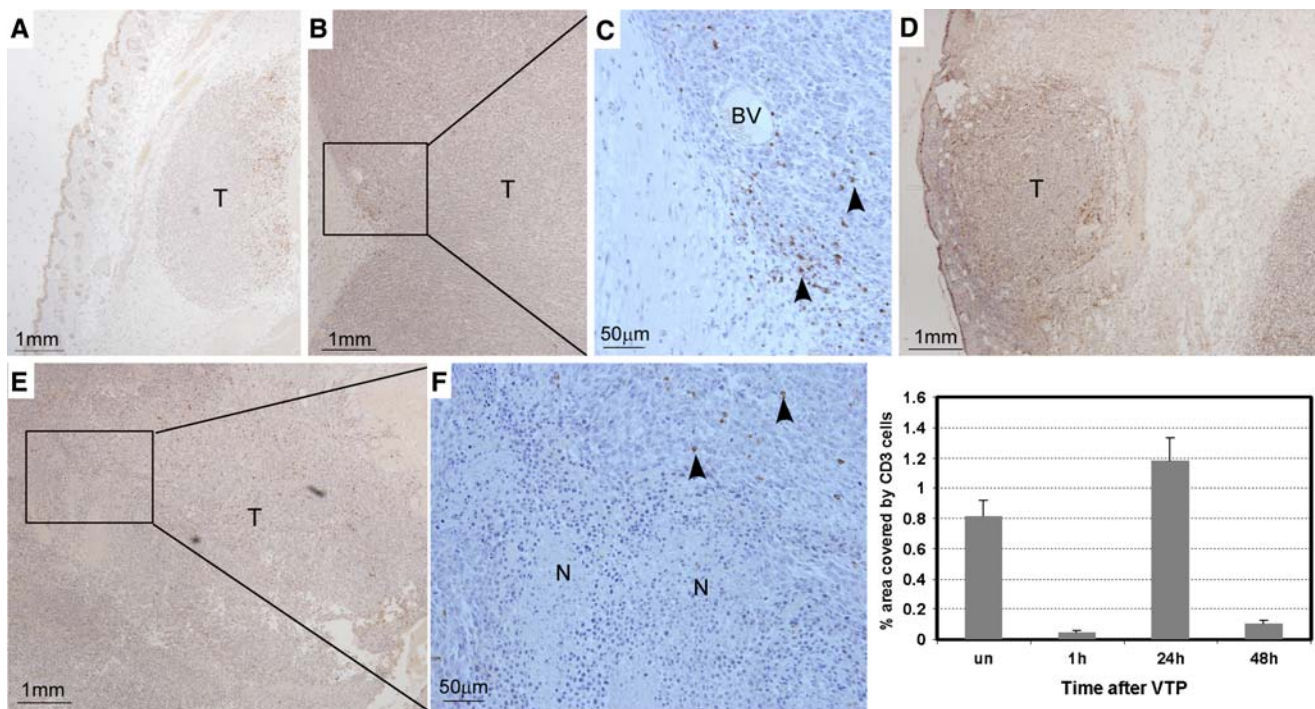 A
T
1mm
B
T
1mm
C
BV
50μm
D
T
1mm
E
T
1mm
F
N
N
50μm
% area covered by CD3 cells
1.6
1.4
1.2
1
0.8
0.6
0.4
0.2
0
un 1h 24h 48h
Time after VTP